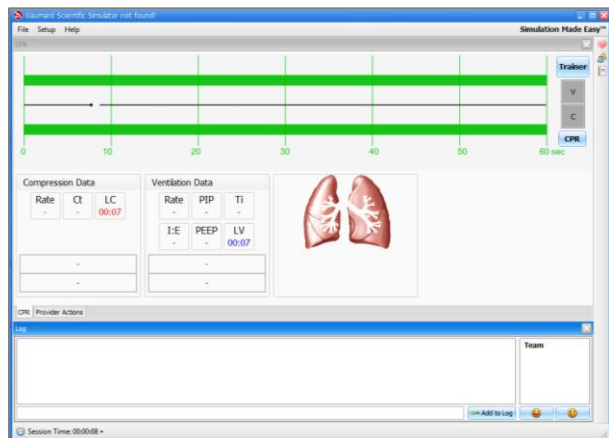 Gaumard Scientific Simulator not found!
File Setup Help Simulation Made Easy™
CPR
Trainer
V
C
CPR
0 10 20 30 40 50 60 sec
Compression Data Ventilation Data
Rate Ct LC Rate PIP Ti
- - 00:07 - - -
I:E PEEP LV
- - 00:07
- -
- -
CPR Provider Actions
Log
Team
Add to Log
Session Time: 00:00:08